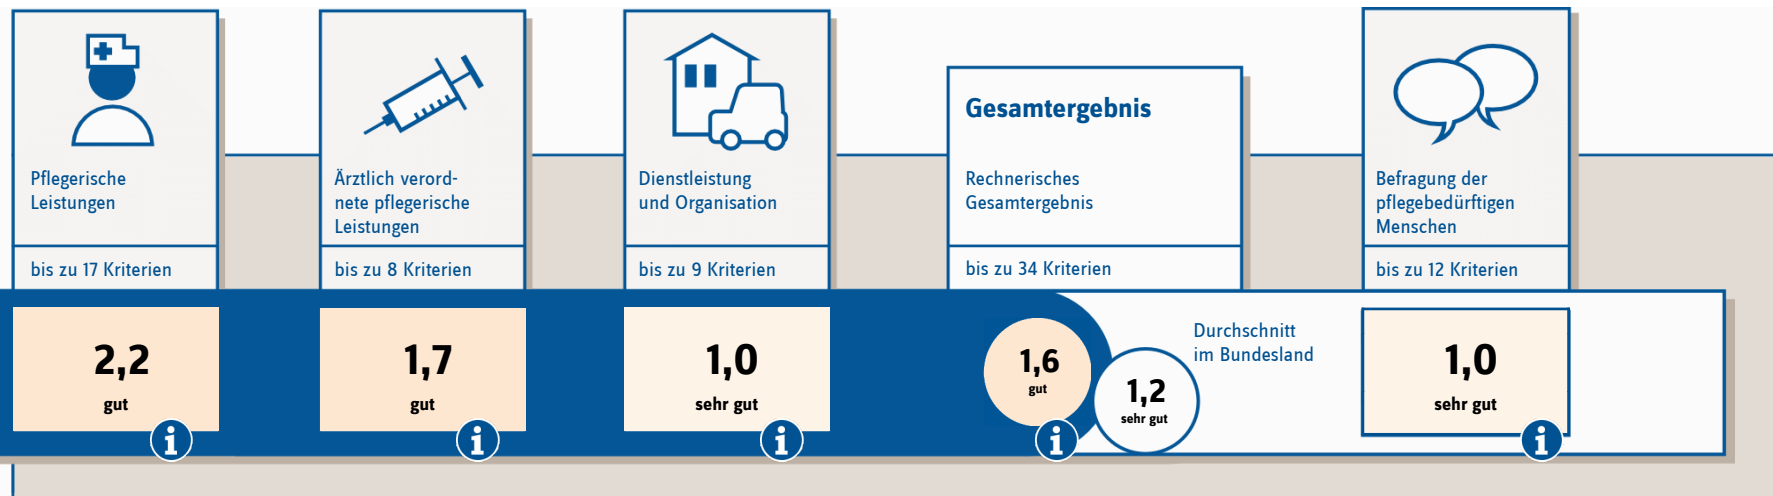 Pflegerische
Leistungen
bis zu 17 Kriterien
2,2
gut
i
Ärztlich verord-
nete pflegerische
Leistungen
bis zu 8 Kriterien
1,7
gut
i
Dienstleistung
und Organisation
bis zu 9 Kriterien
1,0
sehr gut
i
Gesamtergebnis
Rechnerisches
Gesamtergebnis
bis zu 34 Kriterien
1,6
gut
i
Durchschnitt
im Bundesland
1,2
sehr gut
Befragung der
pflegebedürftigen
Menschen
bis zu 12 Kriterien
1,0
sehr gut
i